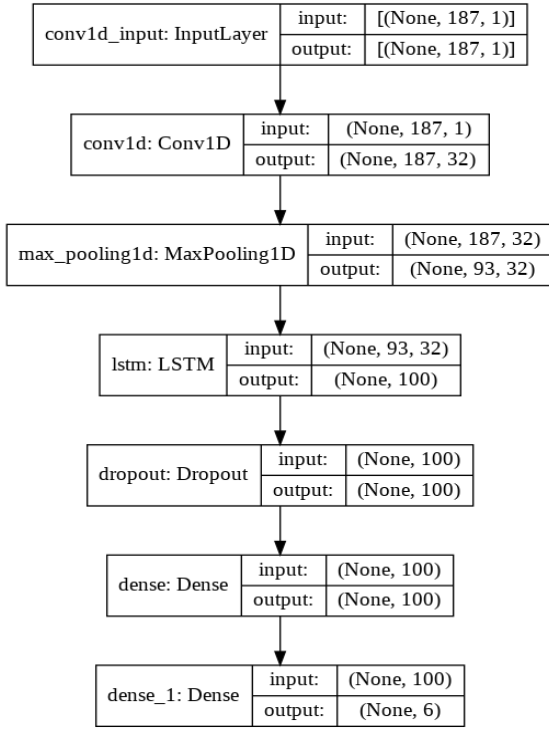 conv1d_input: InputLayer
input:
[(None, 187, 1)]
output:
[(None, 187, 1)]
conv1d: Conv1D
input:
(None, 187, 1)
output:
(None, 187, 32)
max_pooling1d: MaxPooling1D
input:
(None, 187, 32)
output:
(None, 93, 32)
lstm: LSTM
input:
(None, 93, 32)
output:
(None, 100)
dropout: Dropout
input:
(None, 100)
output:
(None, 100)
dense: Dense
input:
(None, 100)
output:
(None, 100)
dense_1: Dense
input:
(None, 100)
output:
(None, 6)